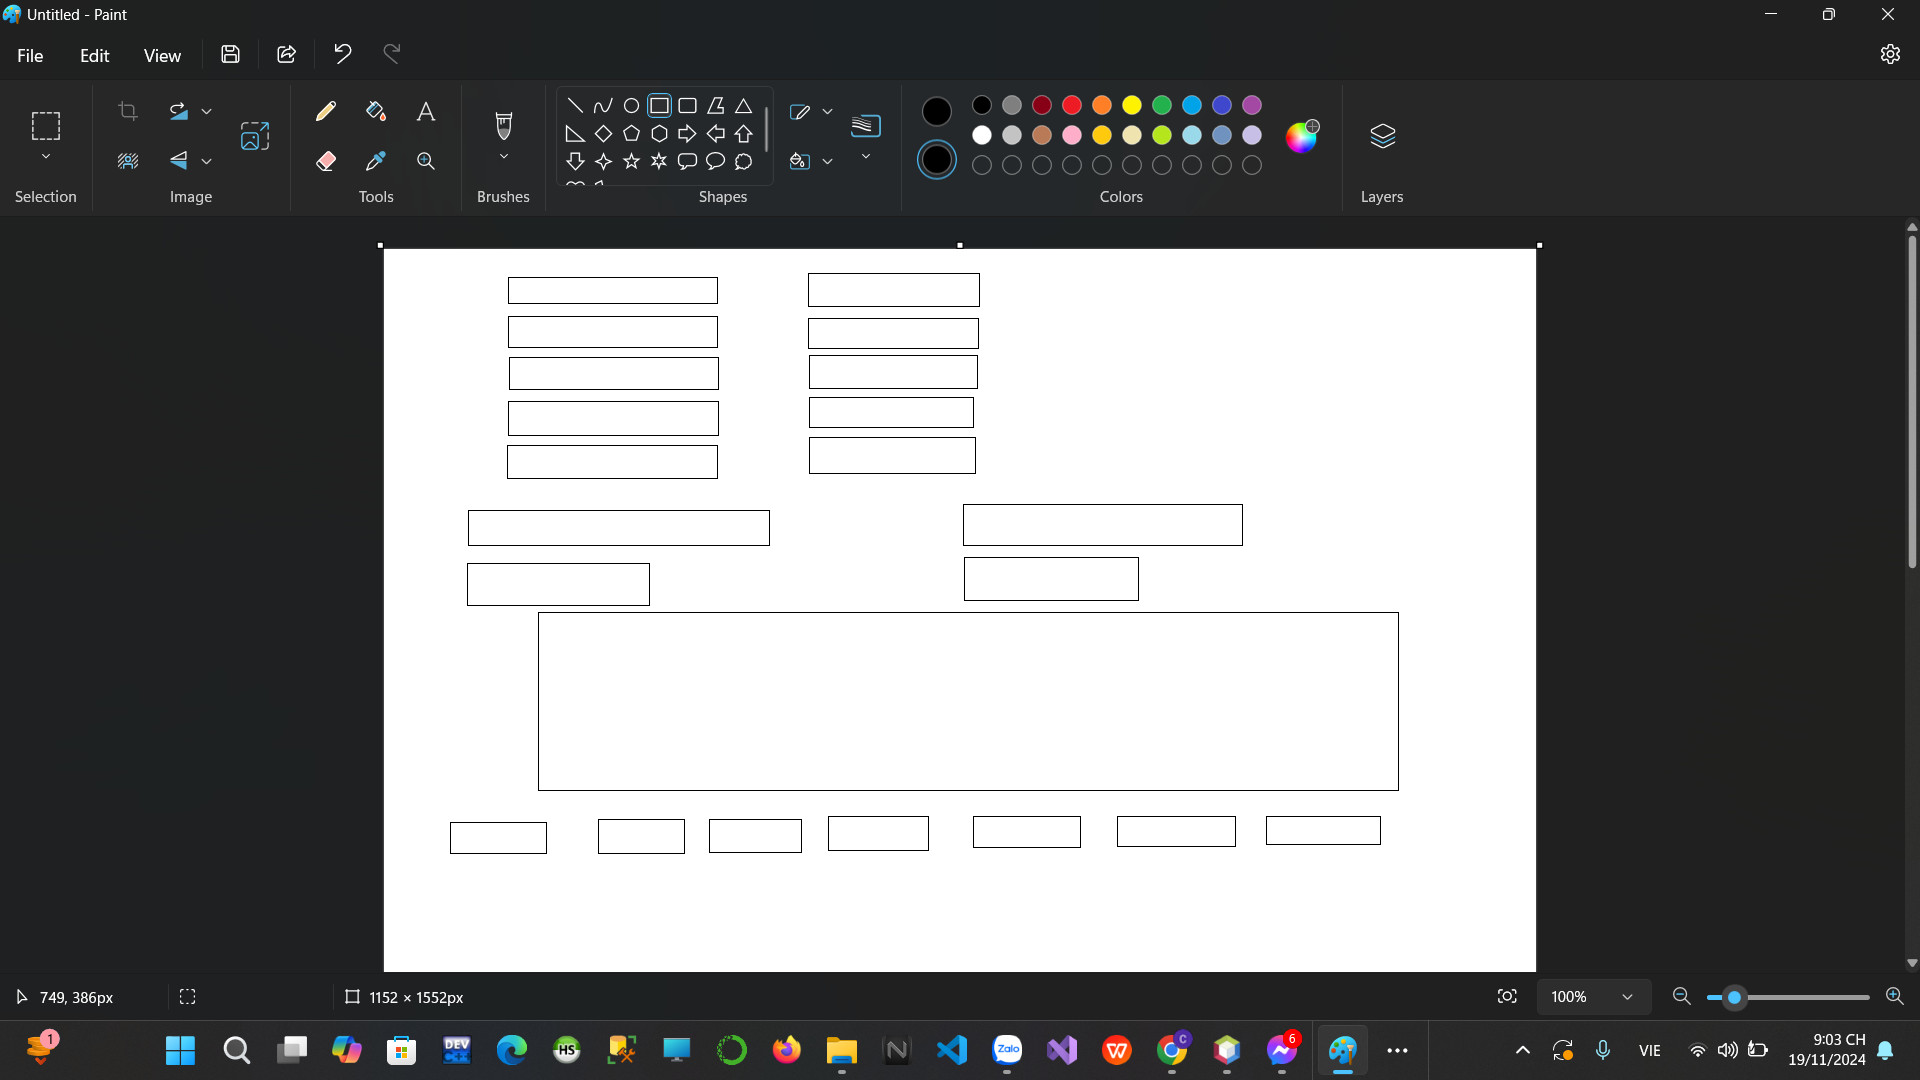 Untitled - Paint
File Edit View
Selection Image Tools Brushes Shapes Colors Layers
749, 386px 1152 × 1552px 100%
1 DEV C++ HS N Zalo W C 6 VIE 9:03 CH
19/11/2024